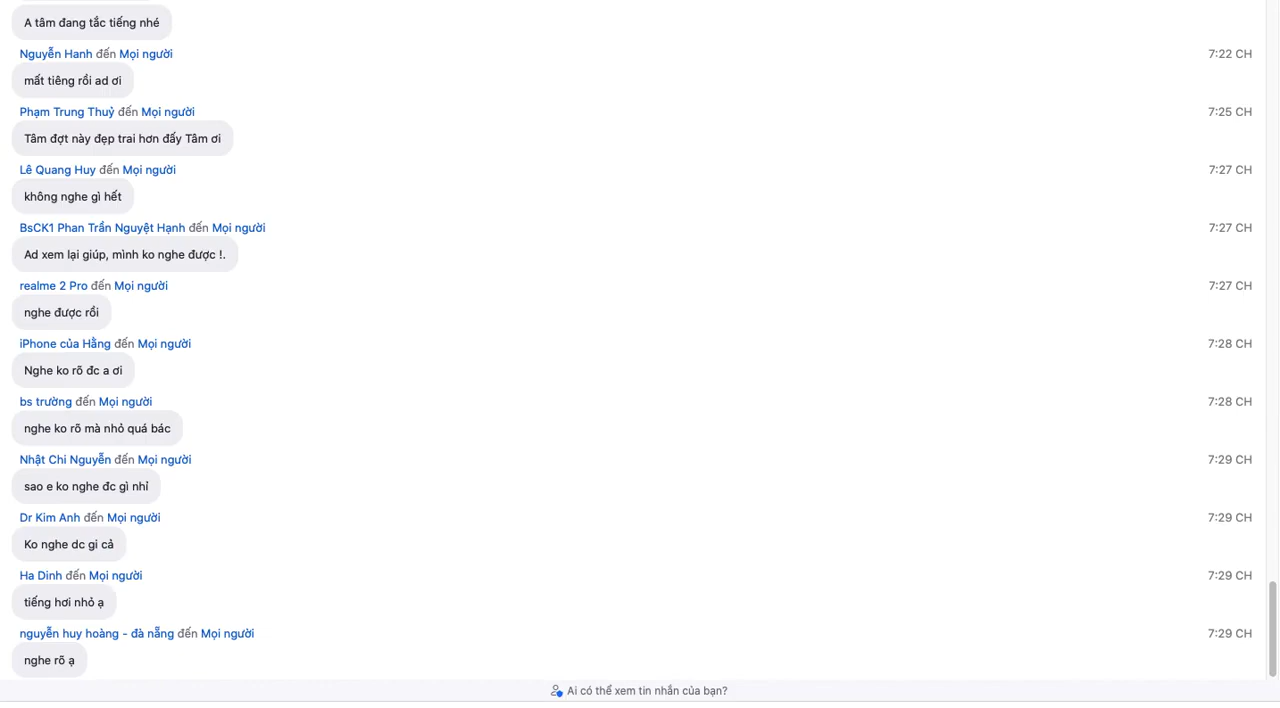 A tâm đang tắc tiếng nhé
Nguyễn Hanh đến Mọi người 7:22 CH
mất tiêng rồi ad ơi
Phạm Trung Thuỷ đến Mọi người 7:25 CH
Tâm đợt này đẹp trai hơn đấy Tâm ơi
Lê Quang Huy đến Mọi người 7:27 CH
không nghe gì hết
BsCK1 Phan Trần Nguyệt Hạnh đến Mọi người 7:27 CH
Ad xem lại giúp, mình ko nghe được !.
realme 2 Pro đến Mọi người 7:27 CH
nghe được rồi
iPhone của Hằng đến Mọi người 7:28 CH
Nghe ko rõ đc a ơi
bs trường đến Mọi người 7:28 CH
nghe ko rõ mà nhỏ quá bác
Nhật Chi Nguyễn đến Mọi người 7:29 CH
sao e ko nghe đc gì nhỉ
Dr Kim Anh đến Mọi người 7:29 CH
Ko nghe dc gi cả
Ha Dinh đến Mọi người 7:29 CH
tiếng hơi nhỏ ạ
nguyễn huy hoàng - đà nẵng đến Mọi người 7:29 CH
nghe rõ ạ
Ai có thể xem tin nhắn của bạn?